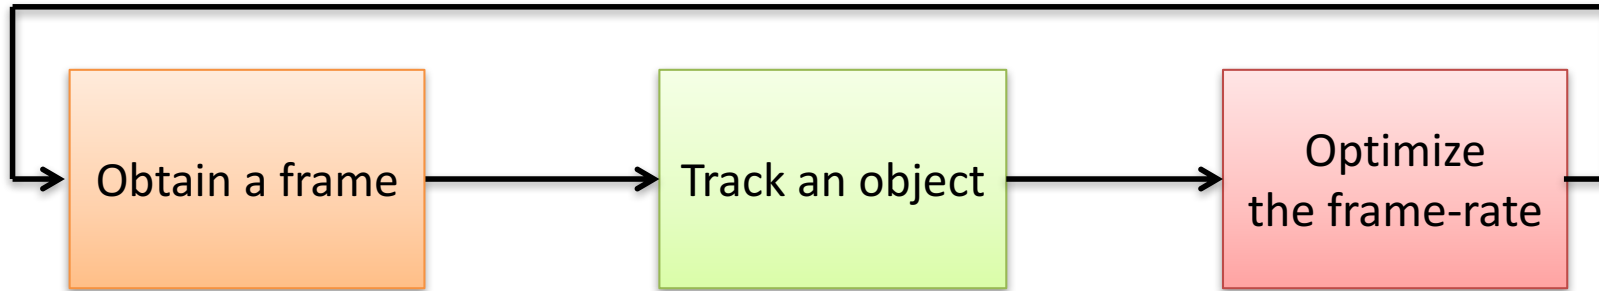 Obtain a frame
Track an object
Optimize
the frame-rate